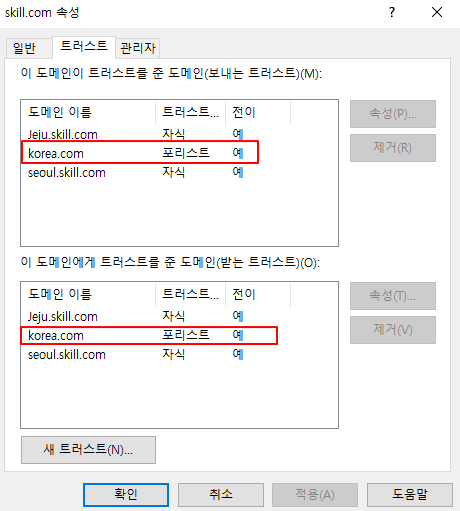 skill.com 속성
일반 트러스트 관리자
이 도메인이 트러스트를 준 도메인(보내는 트러스트)(M):
도메인 이름 트러스트... 전이
Jeju.skill.com 자식 예
korea.com 포리스트 예
seoul.skill.com 자식 예
속성(P)...
제거(R)
이 도메인에게 트러스트를 준 도메인(받는 트러스트)(O):
도메인 이름 트러스트... 전이
Jeju.skill.com 자식 예
korea.com 포리스트 예
seoul.skill.com 자식 예
속성(T)...
제거(V)
새 트러스트(N)...
확인 취소 적용(A) 도움말